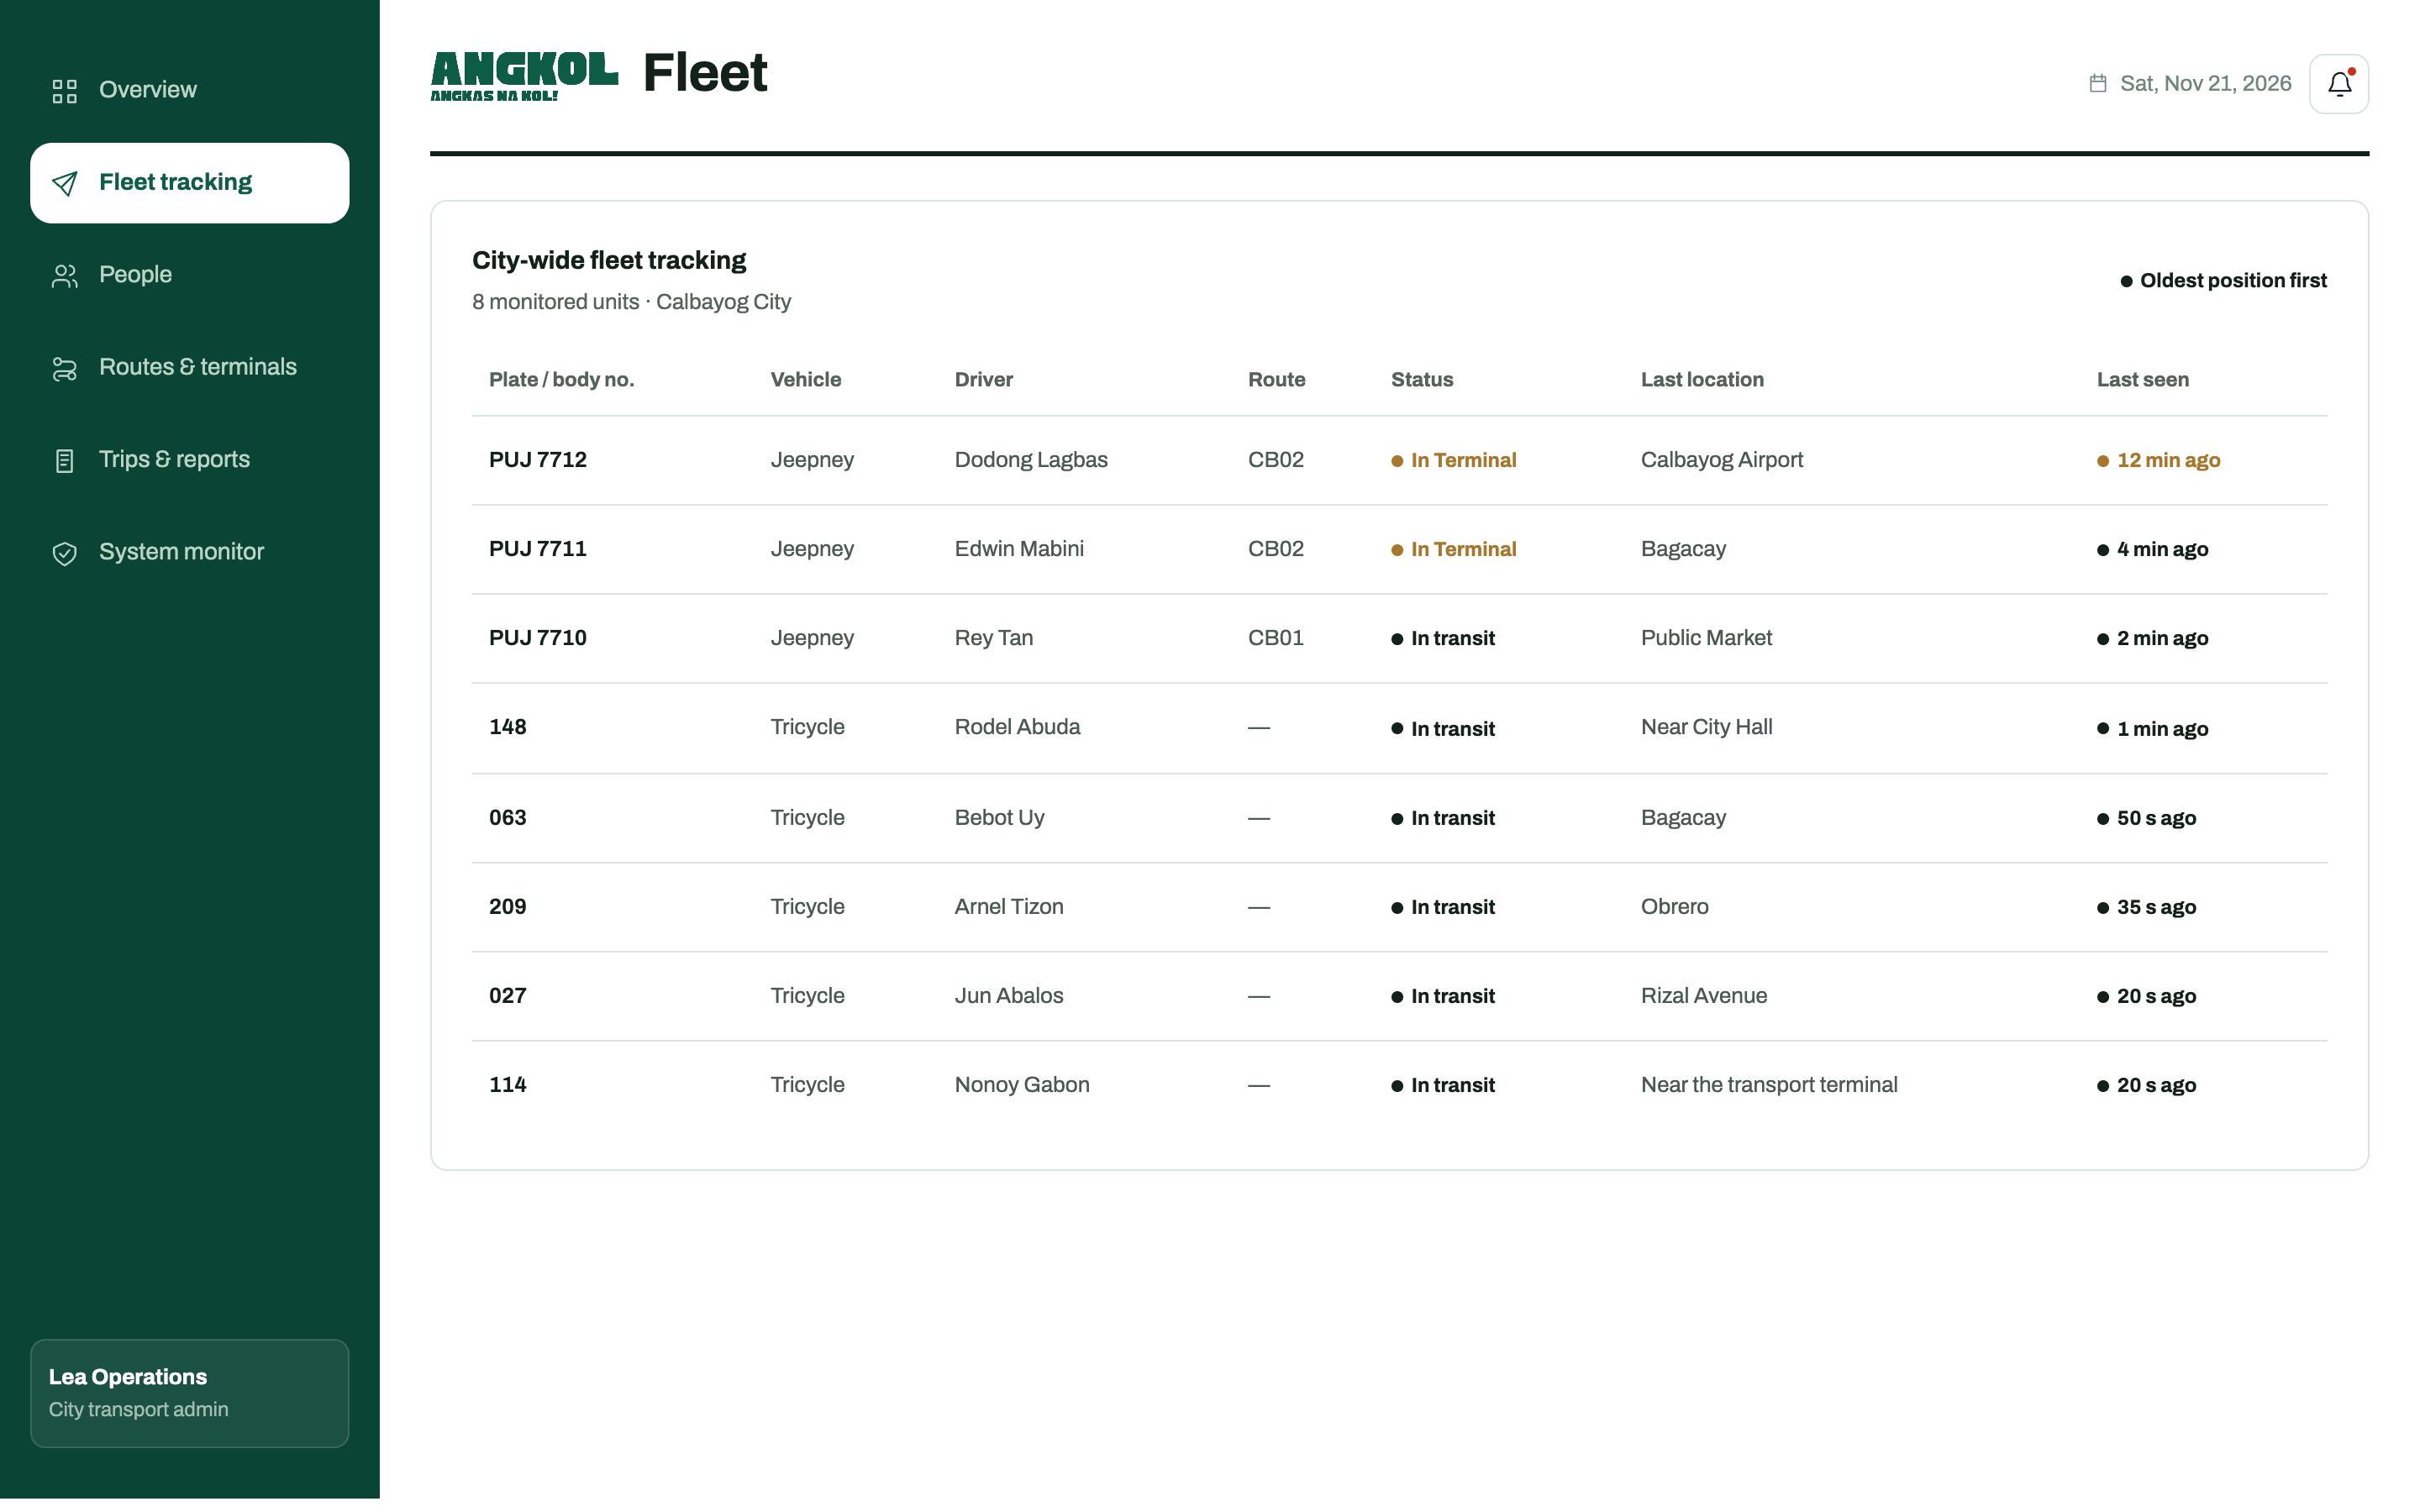 Overview
Fleet tracking
People
Routes & terminals
Trips & reports
System monitor
Lea Operations
City transport admin
ANGKOL
ANGKAS NA KOL!
Fleet
Sat, Nov 21, 2026
City-wide fleet tracking
8 monitored units · Calbayog City
Oldest position first
Plate / body no. Vehicle Driver Route Status Last location Last seen
PUJ 7712 Jeepney Dodong Lagbas CB02 In Terminal Calbayog Airport 12 min ago
PUJ 7711 Jeepney Edwin Mabini CB02 In Terminal Bagacay 4 min ago
PUJ 7710 Jeepney Rey Tan CB01 In transit Public Market 2 min ago
148 Tricycle Rodel Abuda — In transit Near City Hall 1 min ago
063 Tricycle Bebot Uy — In transit Bagacay 50 s ago
209 Tricycle Arnel Tizon — In transit Obrero 35 s ago
027 Tricycle Jun Abalos — In transit Rizal Avenue 20 s ago
114 Tricycle Nonoy Gabon — In transit Near the transport terminal 20 s ago